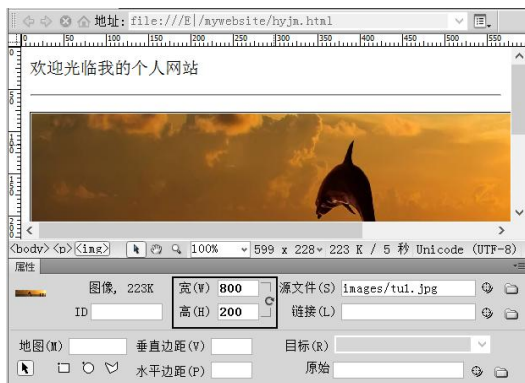 地址: file:///E|/mywebsite/hyjm.html
0 50 100 150 200 250 300 350 400 450 500 550
欢迎光临我的个人网站
<body> <p> <img> 100% 599 x 228 223 K / 5 秒 Unicode (UTF-8)
属性
图像, 223K 宽(W) 800 源文件(S) images/tu1.jpg
ID 高(H) 200 链接(L)
地图(M) 垂直边距(V) 目标(R)
水平边距(P) 原始